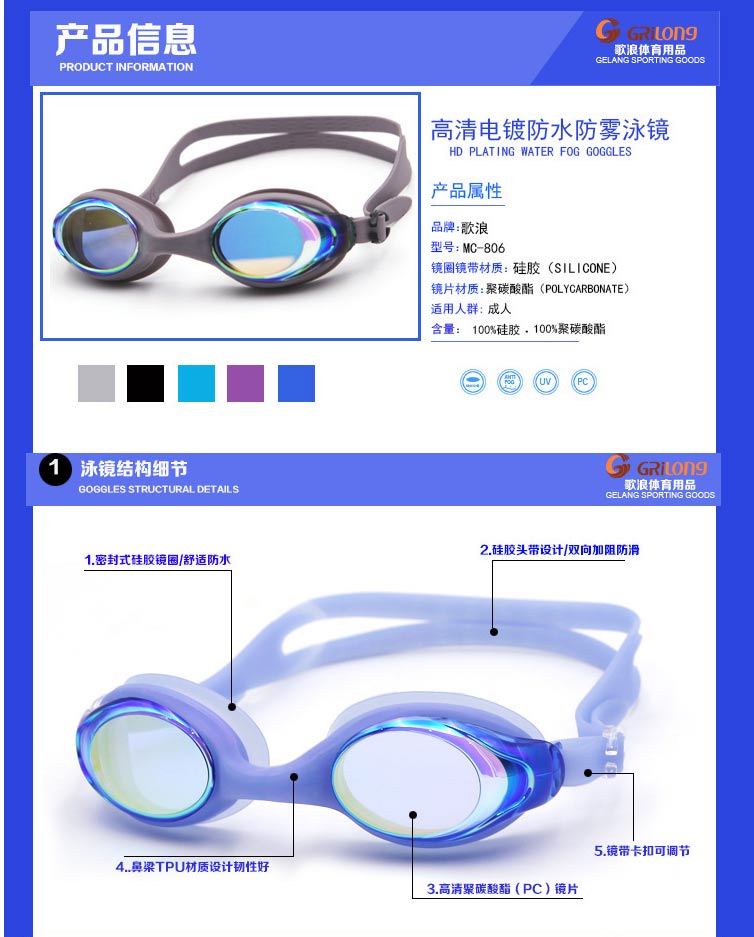 产品信息
PRODUCT INFORMATION
GRiLong
歌浪体育用品
GELANG SPORTING GOODS
高清电镀防水防雾泳镜
HD PLATING WATER FOG GOGGLES
产品属性
品牌:歌浪
型号:MC-806
镜圈镜带材质: 硅胶（SILICONE）
镜片材质:聚碳酸酯（POLYCARBONATE）
适用人群: 成人
含量: 100%硅胶 . 100%聚碳酸酯
ANTI FOG
UV
PC
1 泳镜结构细节
GOGGLES STRUCTURAL DETAILS
GRiLong
歌浪体育用品
GELANG SPORTING GOODS
1.密封式硅胶镜圈/舒适防水
2.硅胶头带设计/双向加阻防滑
5.镜带卡扣可调节
4..鼻梁TPU材质设计韧性好
3.高清聚碳酸酯（PC）镜片